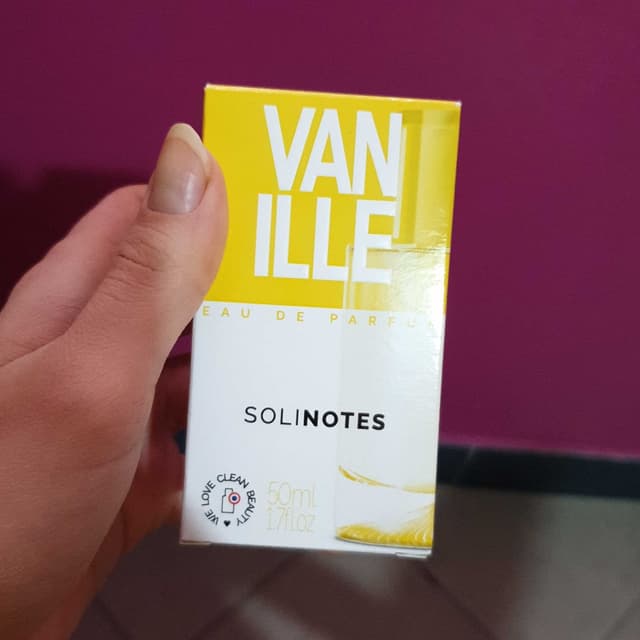 VAN
ILLE
EAU DE PARFU
SOLINOTES
WE LOVE CLEAN BEAUTY ♥
50ml
1.7fl.oz